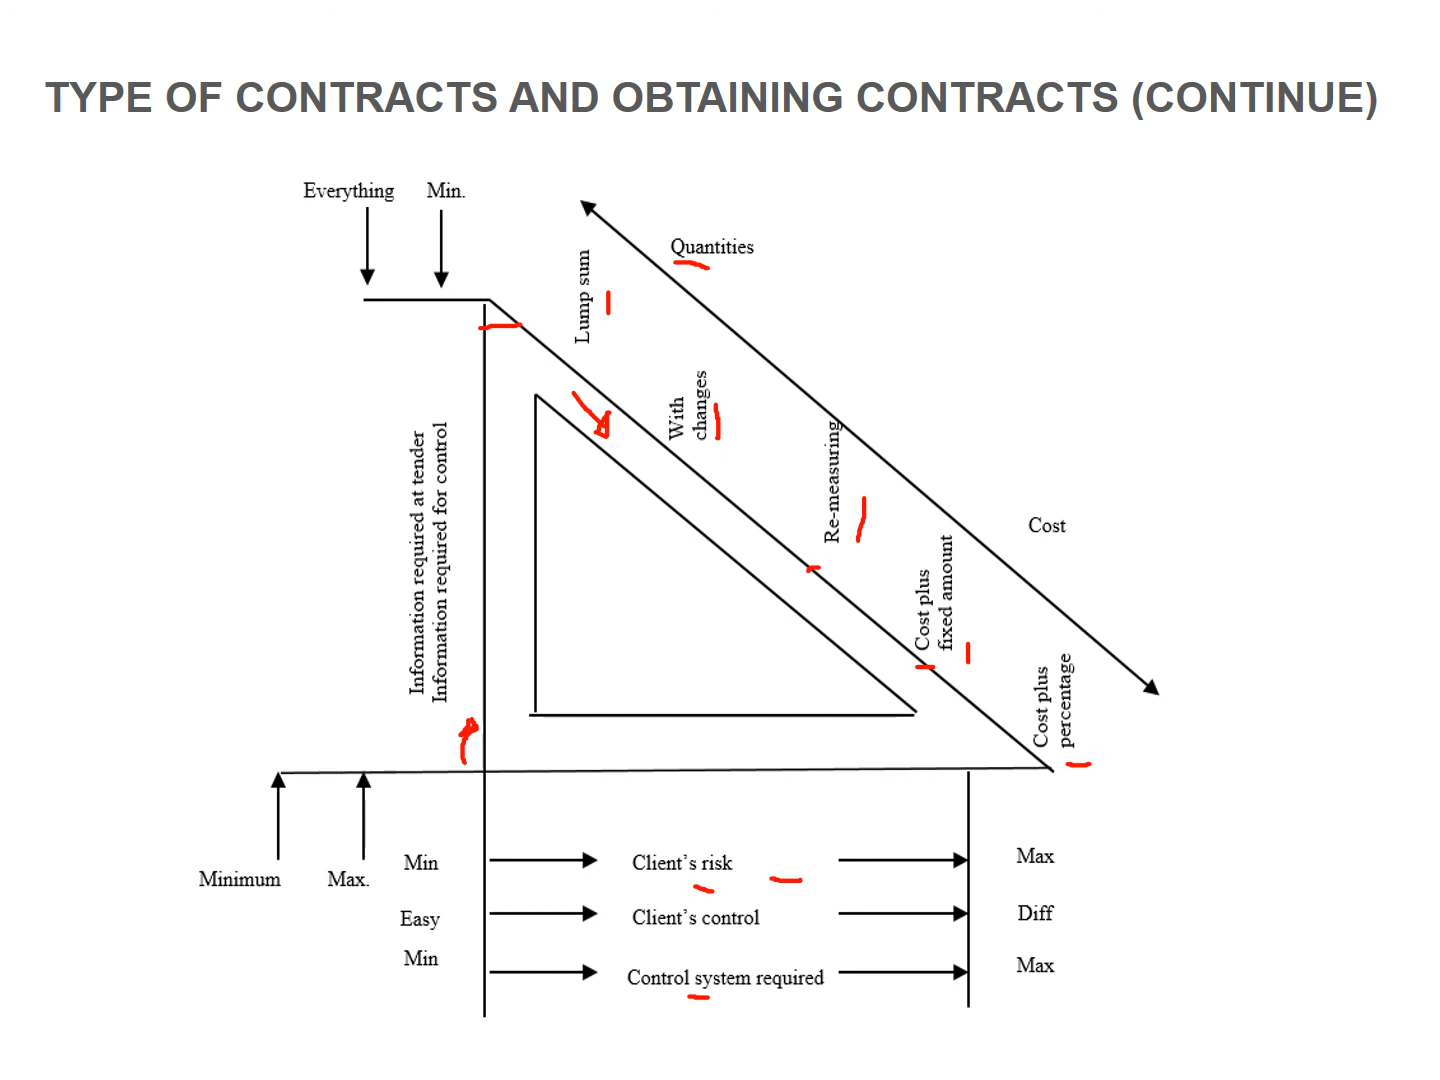 TYPE OF CONTRACTS AND OBTAINING CONTRACTS (CONTINUE)
Everything
Min.
Quantities
Lump sum
With
changes
Re-measuring
Cost
Cost plus
fixed amount
Cost plus
percentage
Information required at tender
Information required for control
Minimum
Max.
Min
Client's risk
Max
Easy
Client's control
Diff
Min
Control system required
Max